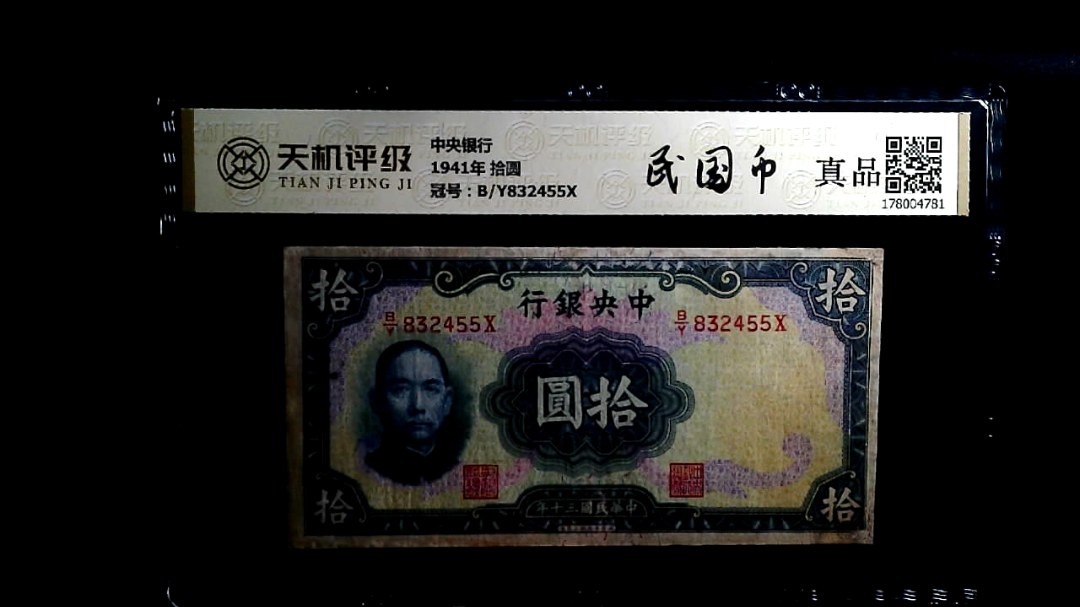 天机评级
TIAN JI PING JI
中央银行
1941年 拾圓
冠号：B/Y832455X
民国币
真品
178004781
拾
拾
行銀央中
B/Y 832455X
B/Y 832455X
圓拾
拾
拾
年十三國民華中